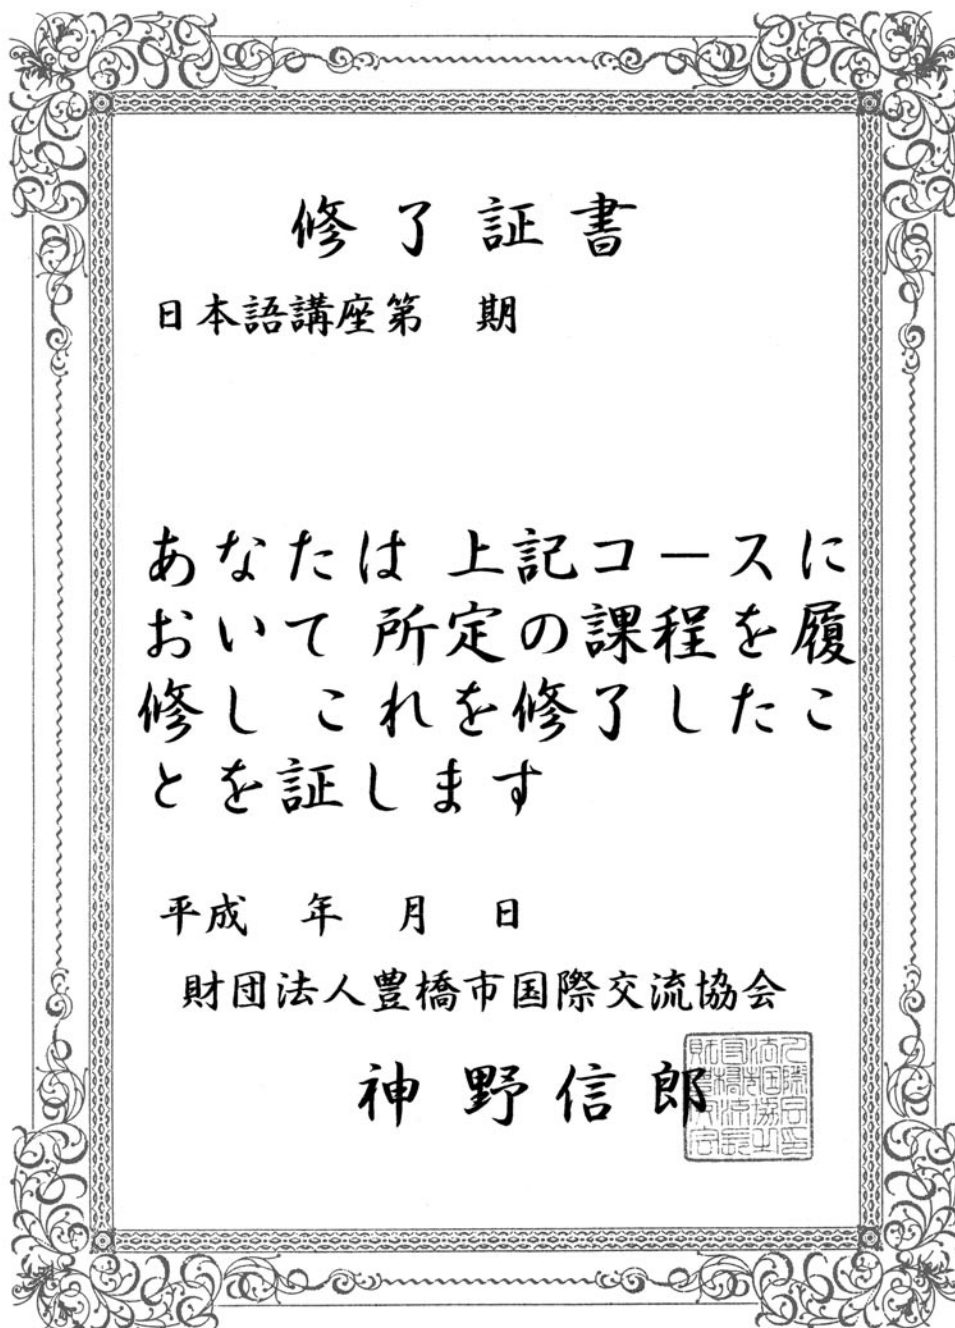 修了証書
日本語講座第　期
あなたは 上記コースに
おいて 所定の課程を履
修し これを修了したこ
とを証します
平成　年　月　日
財団法人豊橋市国際交流協会
神野信郎